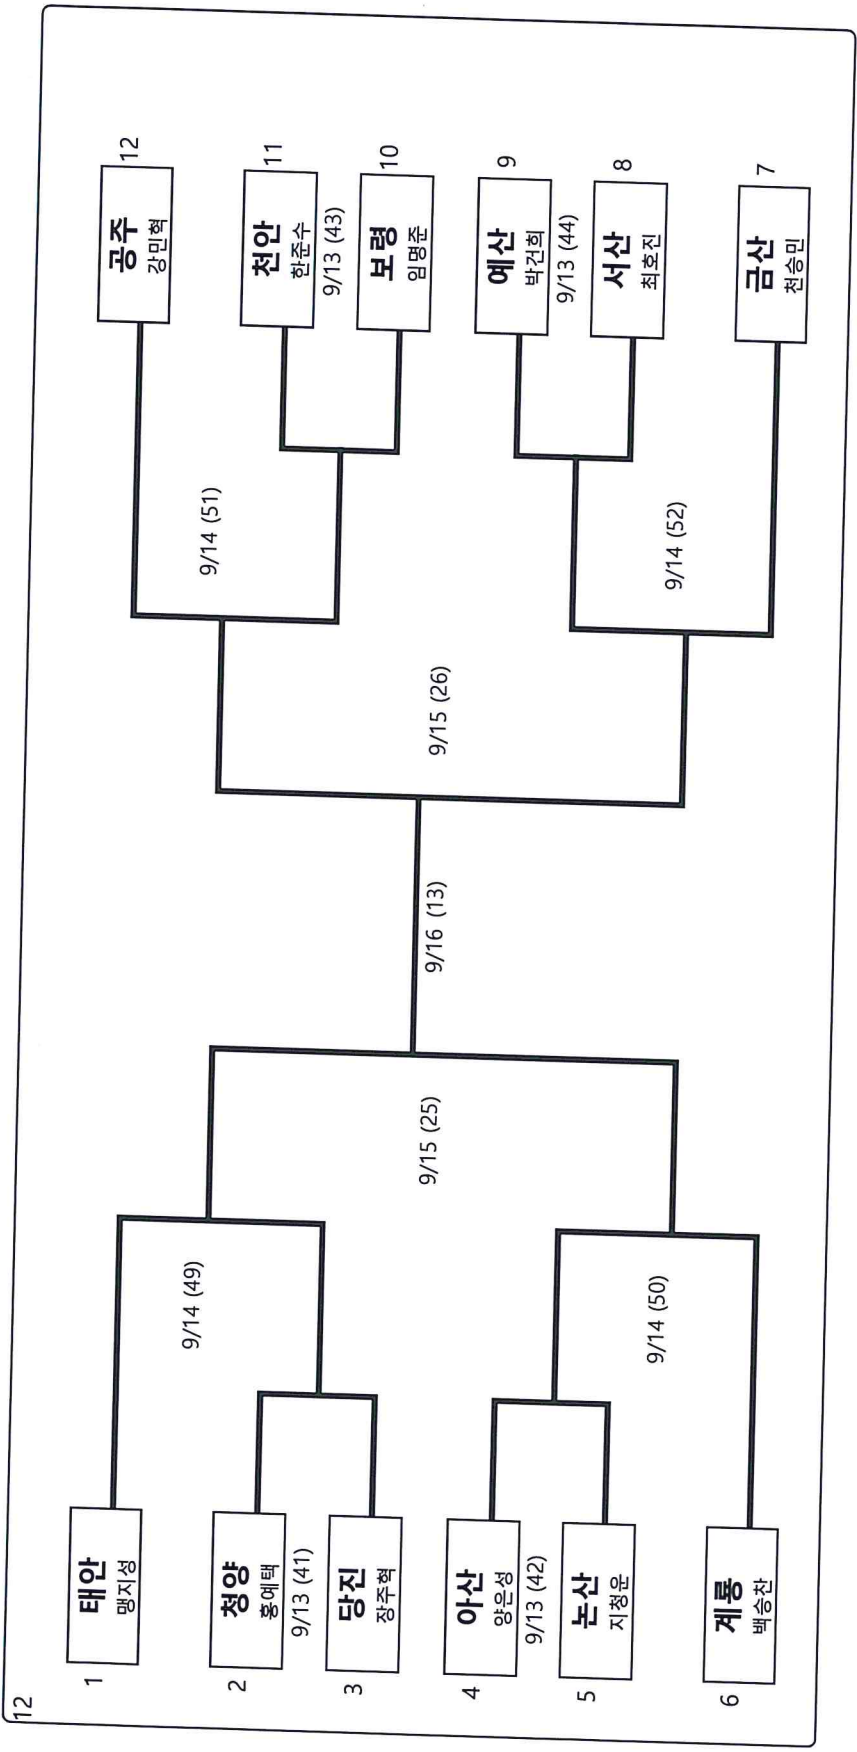 12
1
태안
맹지성
9/14 (49)
2
청양
홍예택
9/13 (41)
3
당진
장주혁
9/15 (25)
4
아산
양은성
9/13 (42)
5
논산
지청운
9/14 (50)
6
계룡
백승찬
9/16 (13)
12
공주
강민혁
9/14 (51)
11
천안
한준수
9/13 (43)
10
보령
임명준
9/15 (26)
9
예산
박건희
9/13 (44)
8
서산
최호진
9/14 (52)
7
금산
천승민